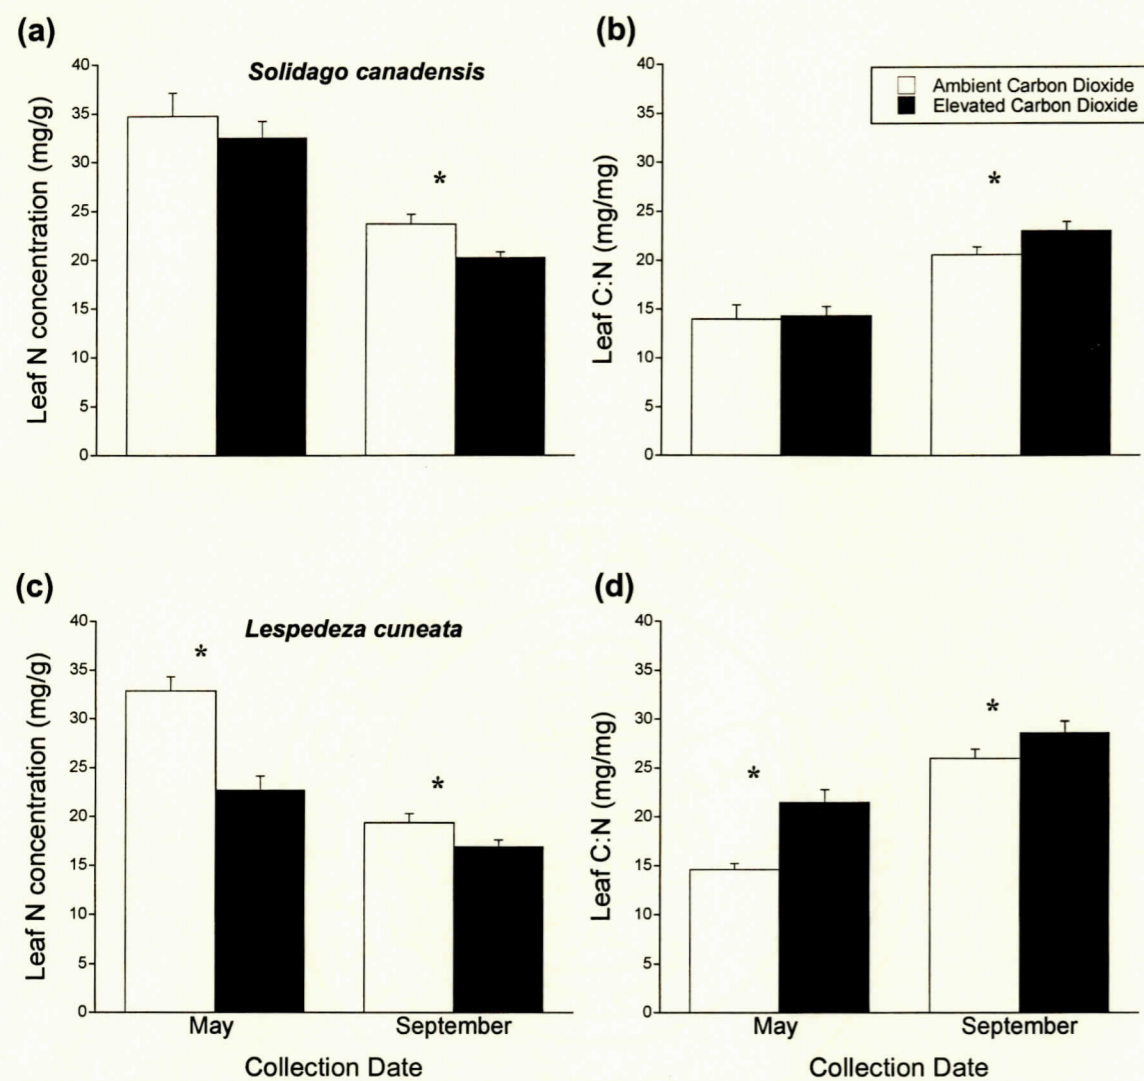 (a)
Solidago canadensis
Leaf N concentration (mg/g)
40
35
30
25
20
15
10
5
0
*
(b)
Ambient Carbon Dioxide
Elevated Carbon Dioxide
Leaf C:N (mg/mg)
40
35
30
25
20
15
10
5
0
*
(c)
Lespedeza cuneata
Leaf N concentration (mg/g)
40
35
30
25
20
15
10
5
0
*
*
May
September
Collection Date
(d)
Leaf C:N (mg/mg)
40
35
30
25
20
15
10
5
0
*
*
May
September
Collection Date